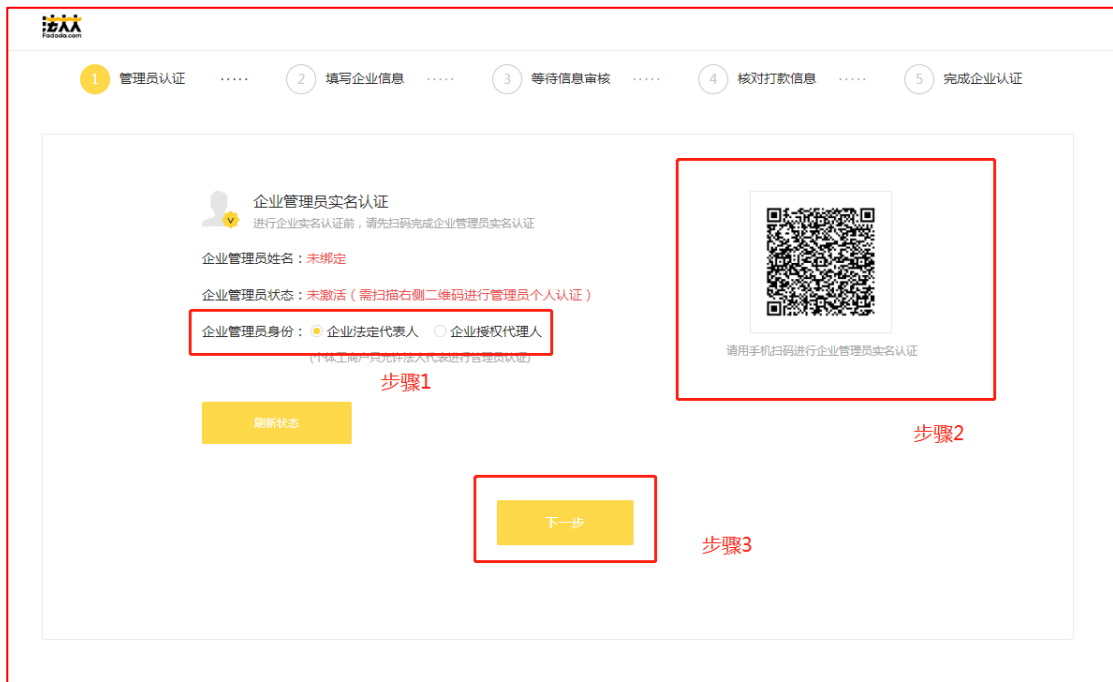 法大大
Fadada.com
1 管理员认证 ····· 2 填写企业信息 ····· 3 等待信息审核 ····· 4 核对打款信息 ····· 5 完成企业认证
企业管理员实名认证
V
进行企业实名认证前，请先扫码完成企业管理员实名认证
企业管理员姓名：未绑定
企业管理员状态：未激活（需扫描右侧二维码进行管理员个人认证）
企业管理员身份： 企业法定代表人 企业授权代理人
(个体工商户只允许法人代表进行管理员认证)
步骤1
刷新状态
请用手机扫码进行企业管理员实名认证
步骤2
下一步
步骤3